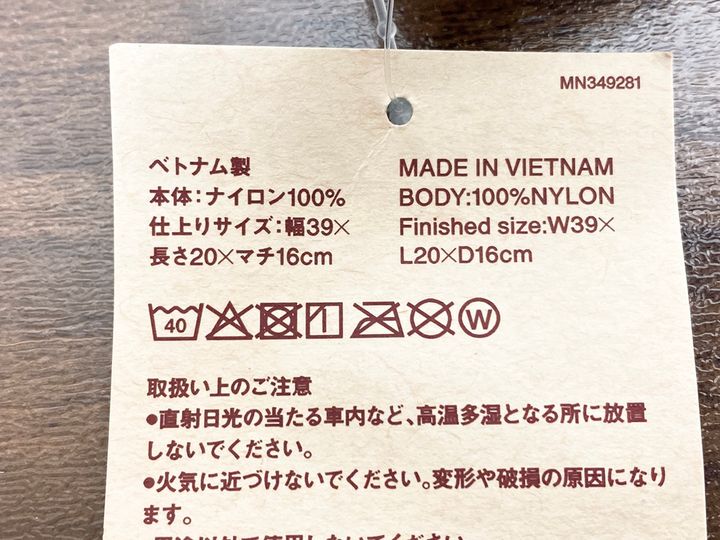 MN349281
ベトナム製
本体:ナイロン100%
仕上りサイズ:幅39×
長さ20×マチ16cm
MADE IN VIETNAM
BODY:100%NYLON
Finished size:W39×
L20×D16cm
40
W
取扱い上のご注意
●直射日光の当たる車内など、高温多湿となる所に放置
しないでください。
●火気に近づけないでください。変形や破損の原因になり
ます。